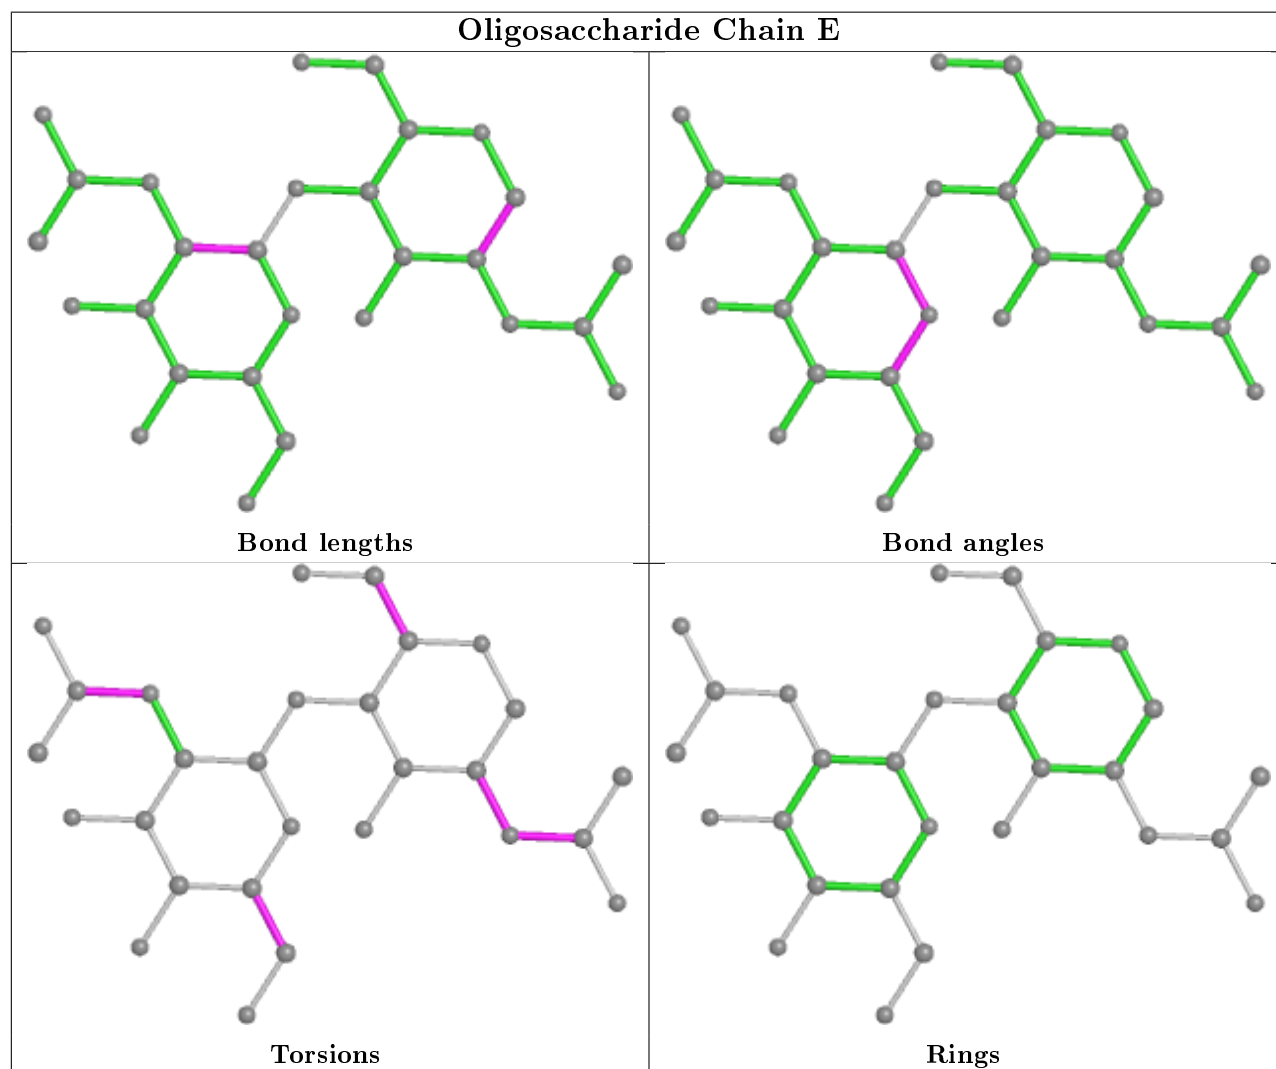 Oligosaccharide Chain E
Bond lengths
Bond angles
Torsions
Rings